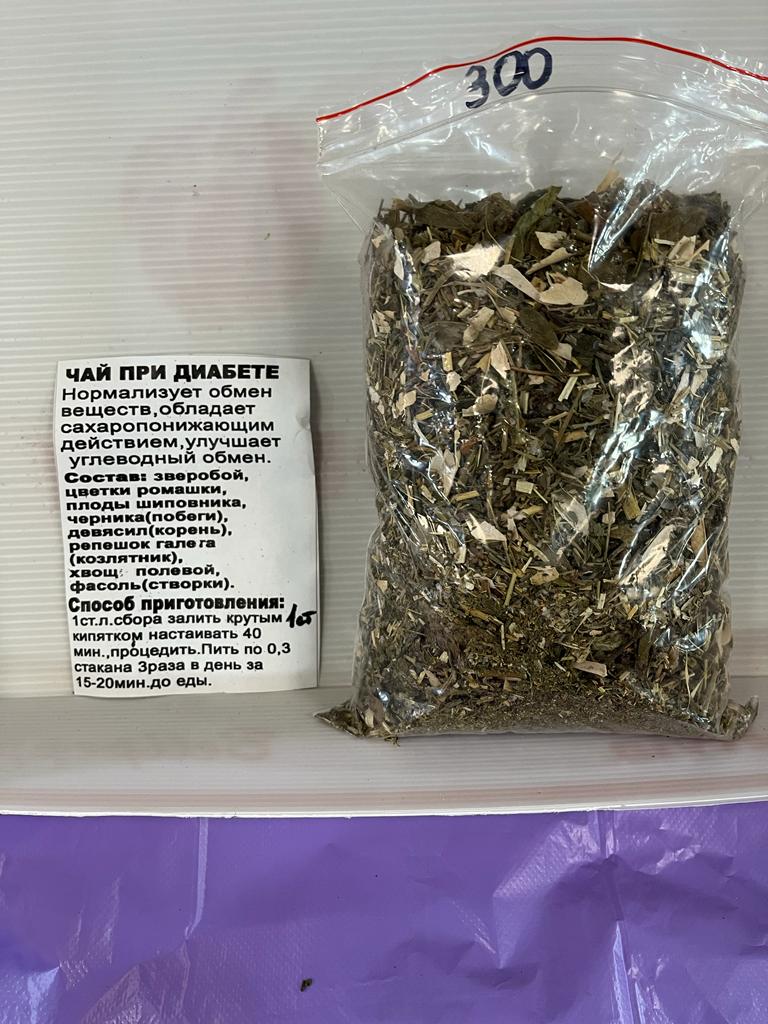 300
ЧАЙ ПРИ ДИАБЕТЕ
Нормализует обмен
веществ,обладает
сахаропонижающим
действием,улучшает
углеводный обмен.
Состав: зверобой,
цветки ромашки,
плоды шиповника,
черника(побеги),
девясил(корень),
репешок галега
(козлятник),
хвощ полевой,
фасоль(створки).
Способ приготовления:
1ст.л.сбора залить крутым 1ст
кипятком настаивать 40
мин.,процедить.Пить по 0,3
стакана 3раза в день за
15-20мин.до еды.